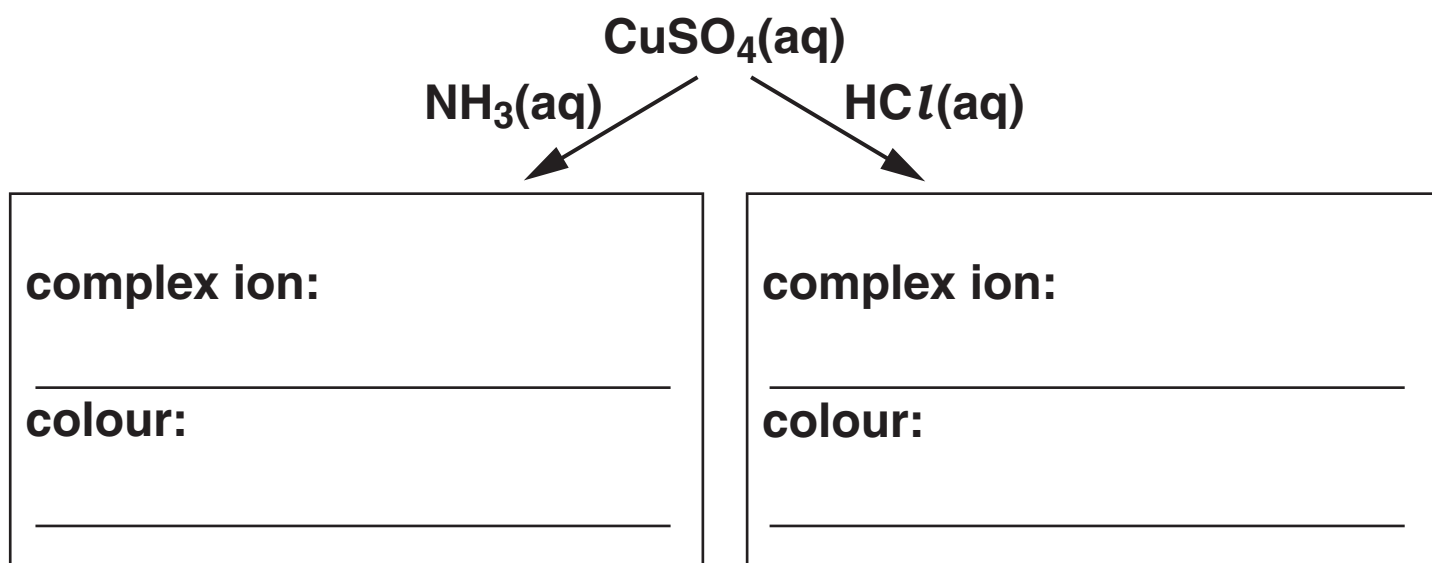 CuSO₄(aq)
NH₃(aq) HCl(aq)
complex ion: complex ion:
colour: colour: